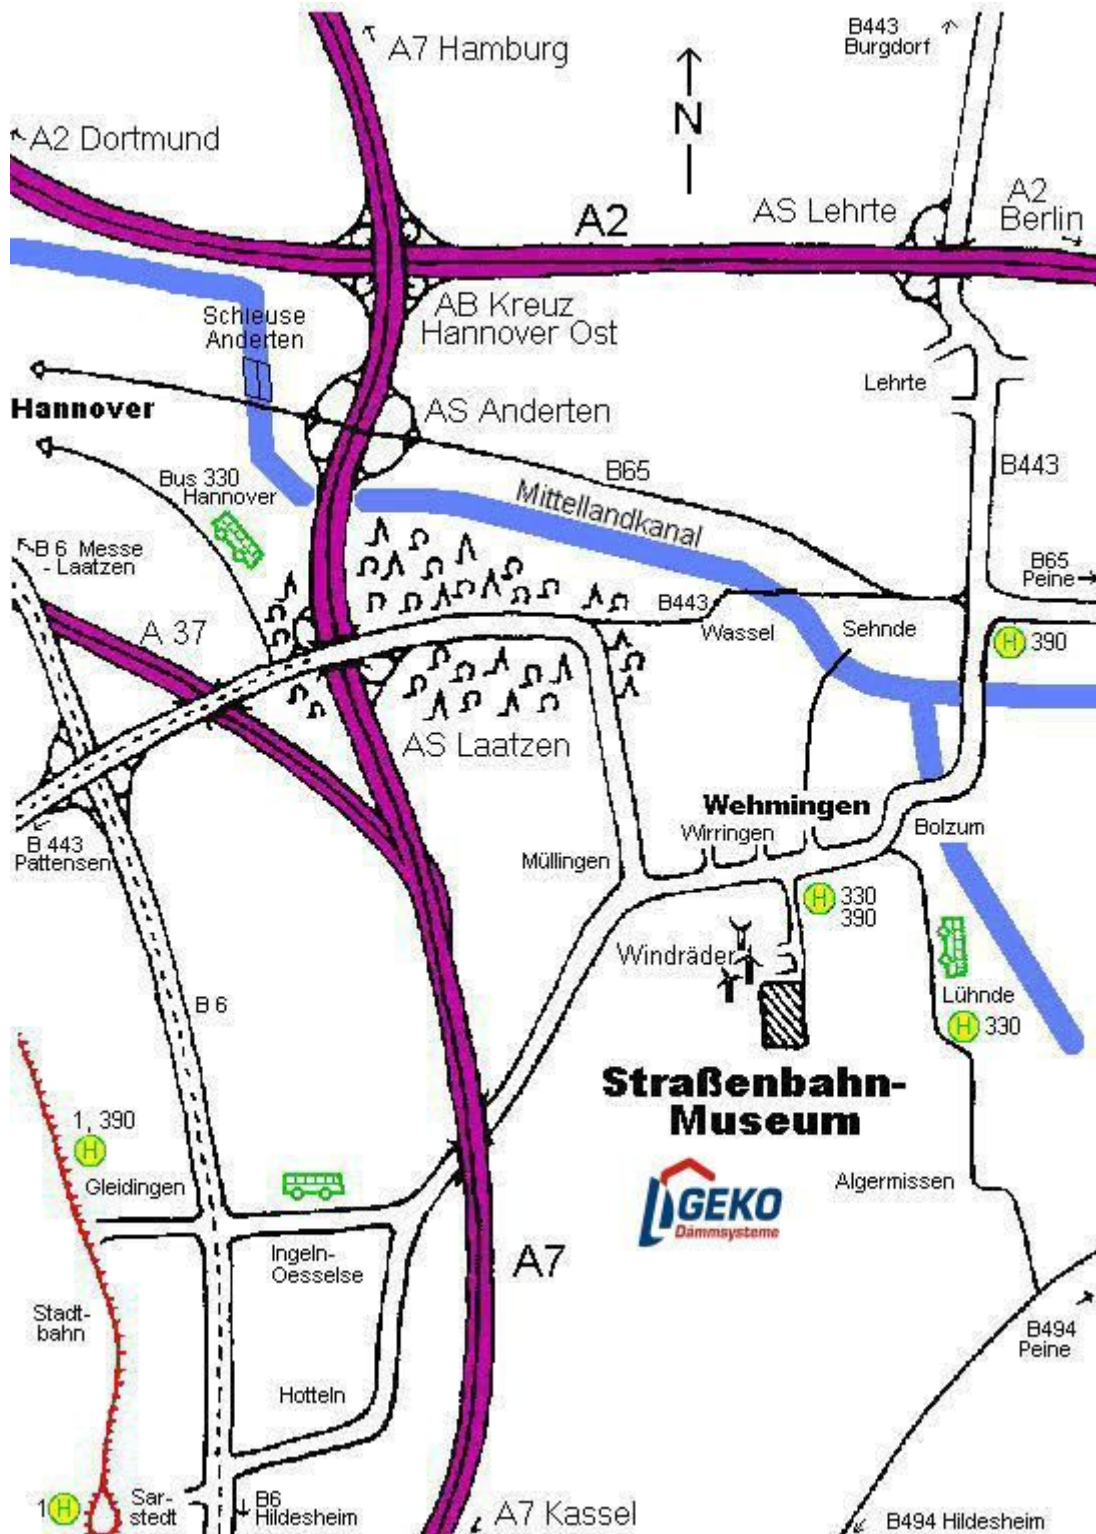 B443
Burgdorf
A7 Hamburg
N
A2 Dortmund
A2
AS Lehrte
A2
Berlin
AB Kreuz
Hannover Ost
Schleuse
Anderten
Lehrte
Hannover
AS Anderten
B65
B443
Bus 330
Hannover
Mittellandkanal
B 6 Messe
- Laatzen
B65
Peine
B443
A 37
Wassel
Sehnde
H 390
AS Laatzen
Wehmingen
Wirringen
Bolzum
B 443
Pattensen
Müllingen
H 330
390
Windräder
Lühnde
H 330
B 6
Straßenbahn-
Museum
1, 390
H
Gleidingen
Algermissen
GEKO
Dämmsysteme
Ingeln-
Oesselse
A7
Stadt-
bahn
B494
Peine
Hotteln
1 H
Sar-
stedt
B6
Hildesheim
A7 Kassel
B494 Hildesheim